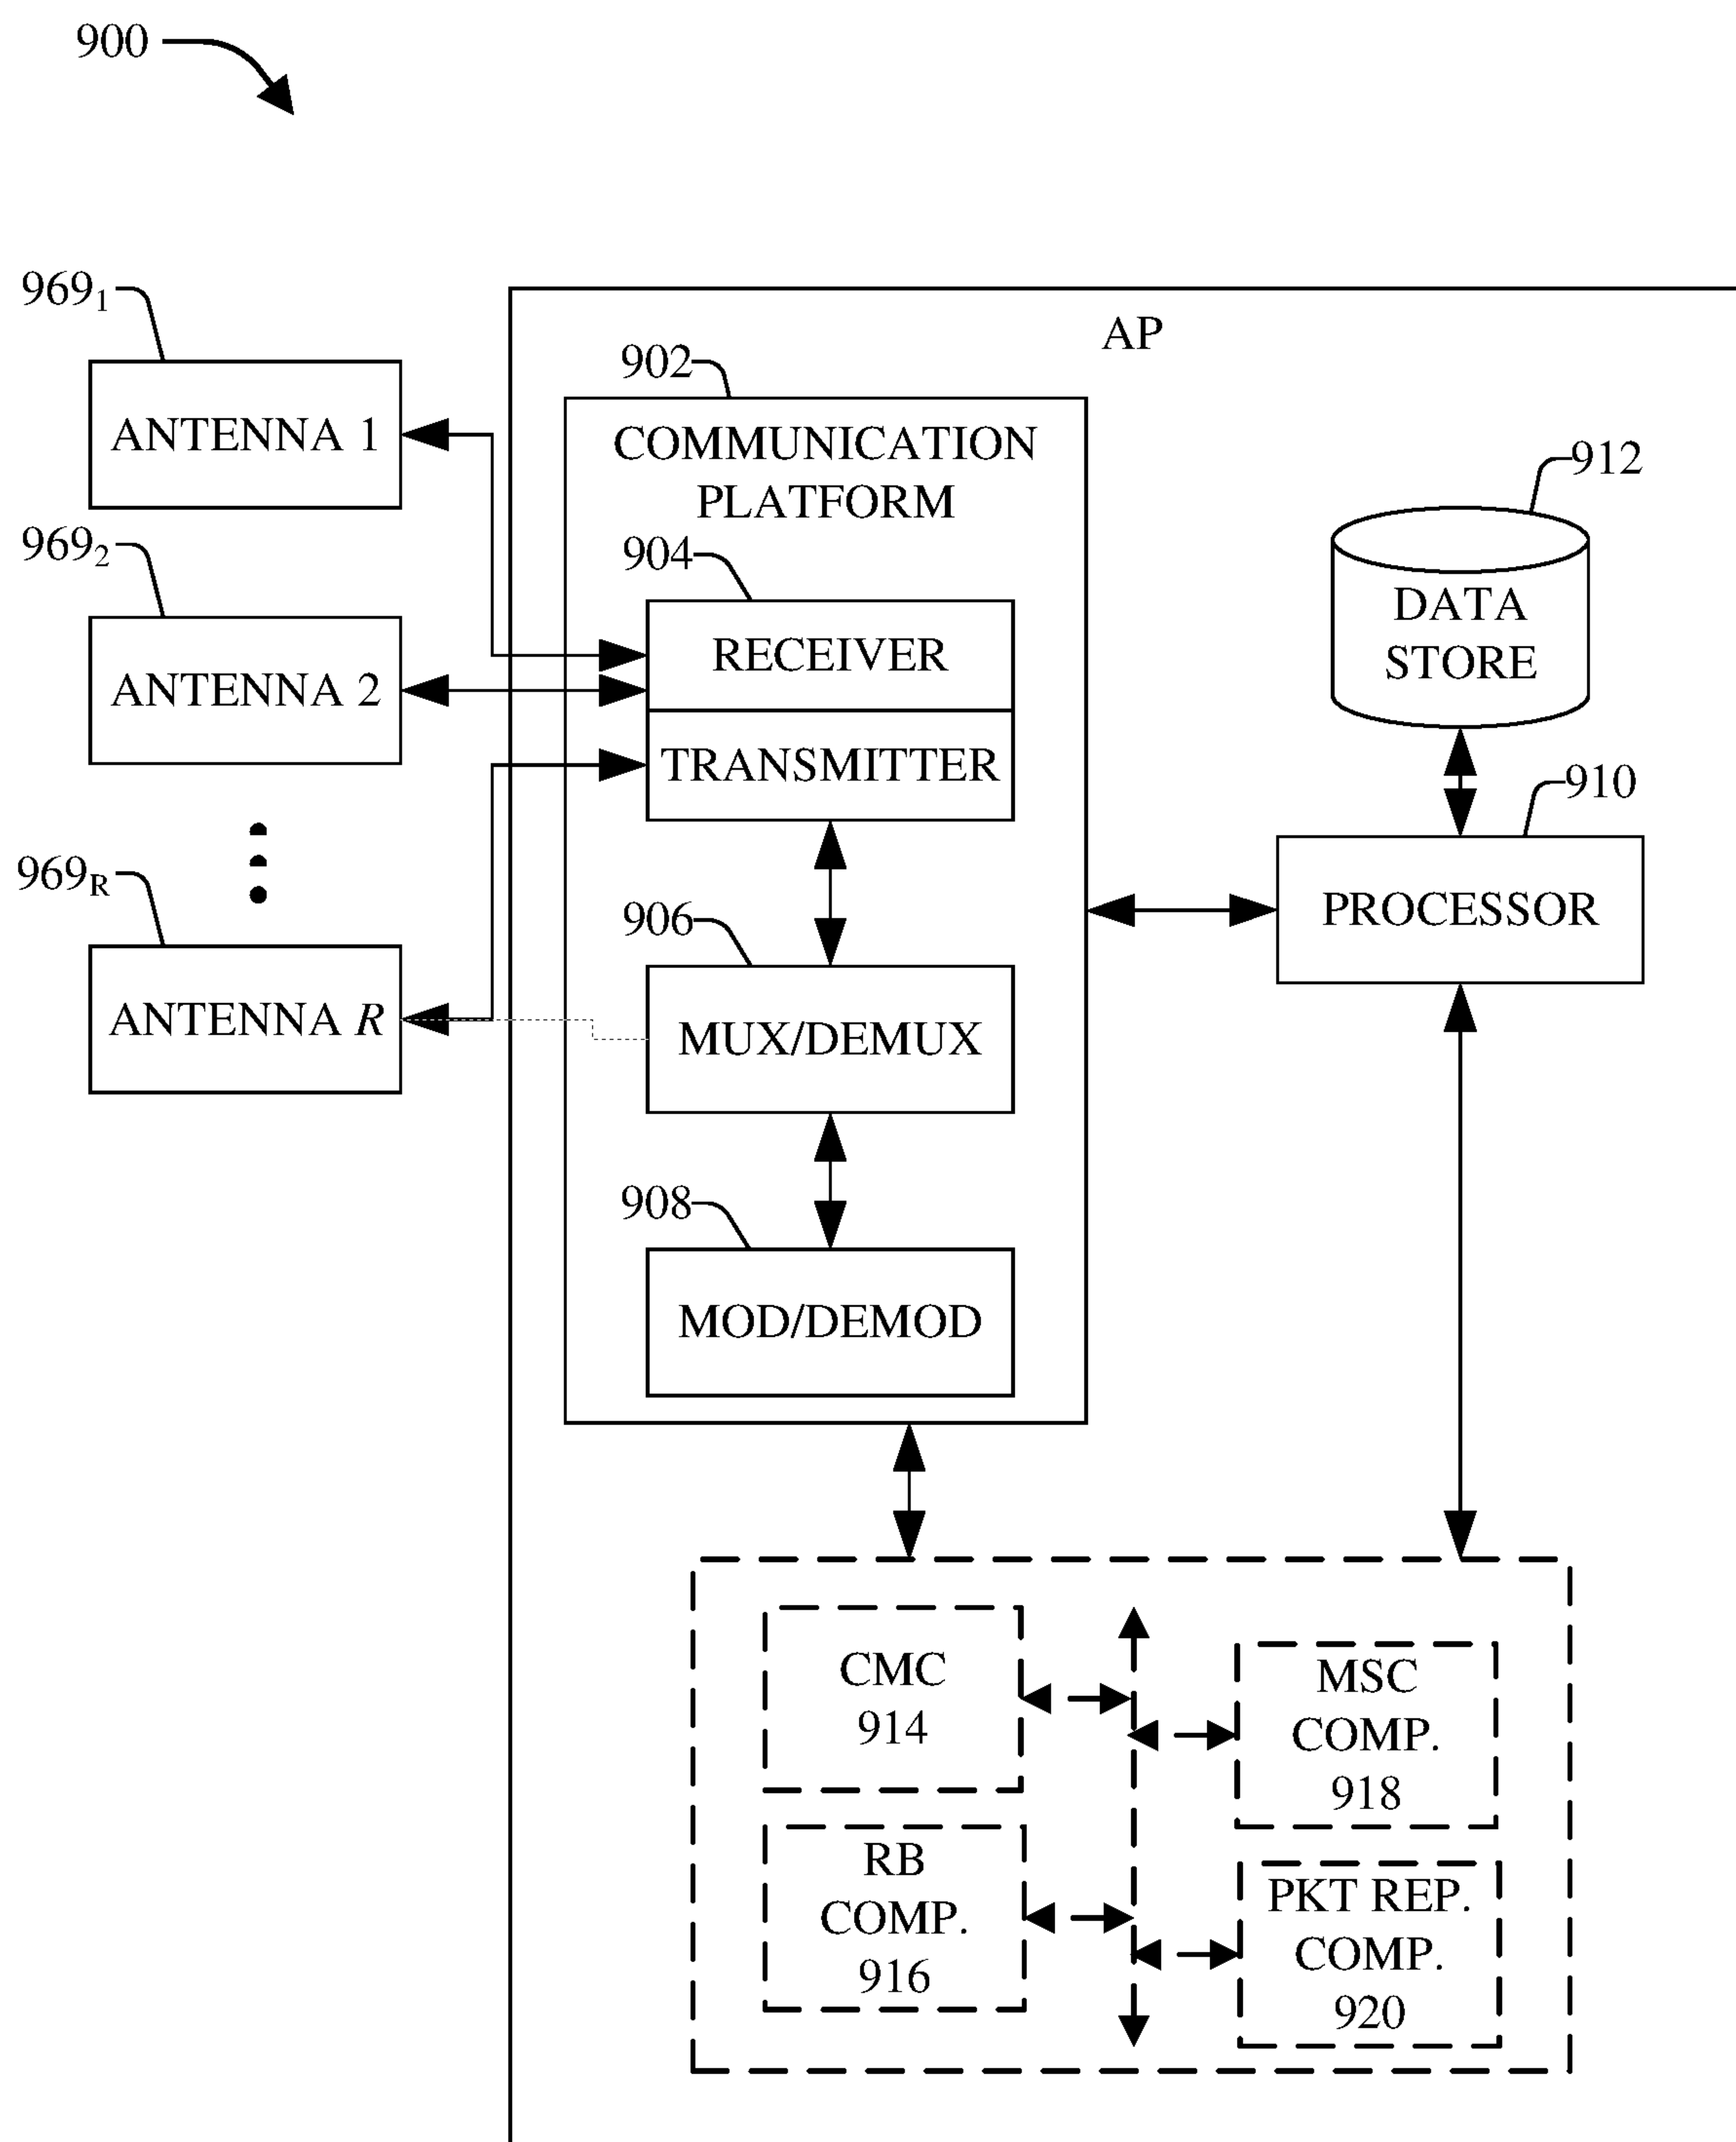 900
969₁
ANTENNA 1
969₂
ANTENNA 2
969R
ANTENNA R
AP
902
COMMUNICATION
PLATFORM
904
RECEIVER
TRANSMITTER
906
MUX/DEMUX
908
MOD/DEMOD
912
DATA
STORE
910
PROCESSOR
CMC
914
RB
COMP.
916
MSC
COMP.
918
PKT REP.
COMP.
920